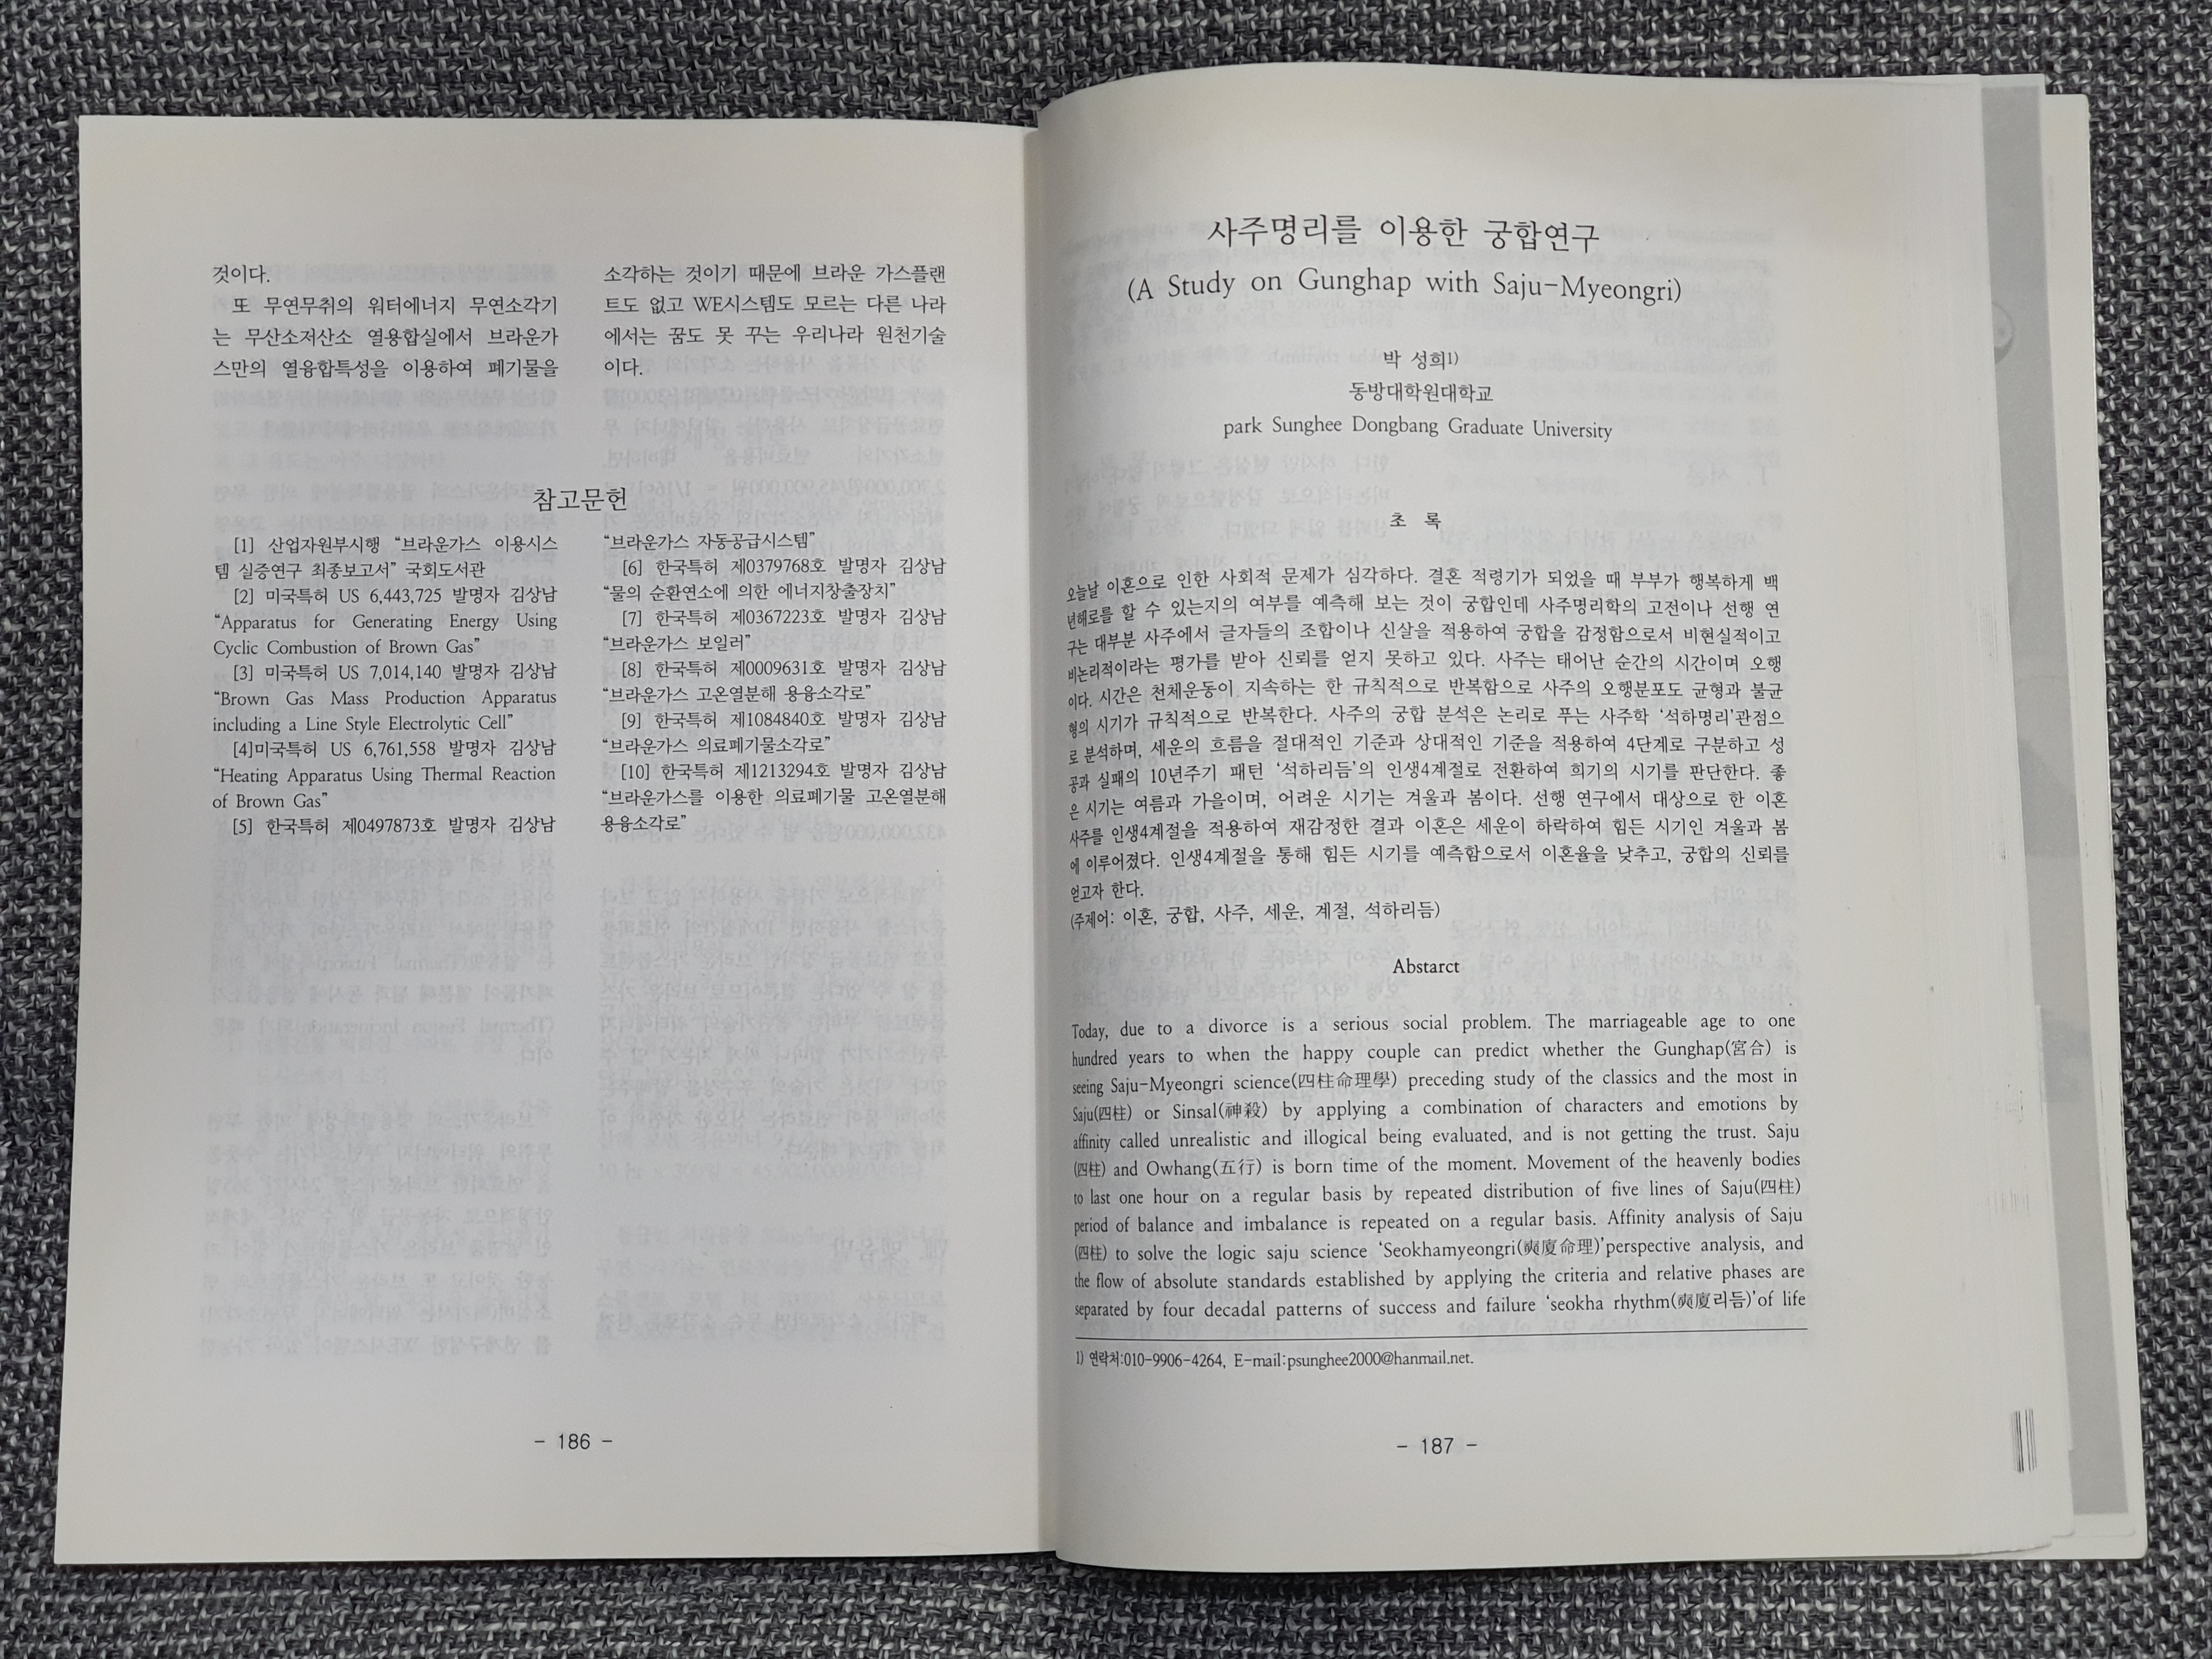 것이다.
또 무연무취의 워터에너지 무연소각기
는 무산소저산소 열용합실에서 브라운가
스만의 열융합특성을 이용하여 폐기물을
소각하는 것이기 때문에 브라운 가스플랜
트도 없고 WE시스템도 모르는 다른 나라
에서는 꿈도 못 꾸는 우리나라 원천기술
이다.
참고문헌
[1] 산업자원부시행 “브라운가스 이용시스
템 실증연구 최종보고서” 국회도서관
[2] 미국특허 US 6,443,725 발명자 김상남
“Apparatus for Generating Energy Using
Cyclic Combustion of Brown Gas”
[3] 미국특허 US 7,014,140 발명자 김상남
“Brown Gas Mass Production Apparatus
including a Line Style Electrolytic Cell”
[4]미국특허 US 6,761,558 발명자 김상남
“Heating Apparatus Using Thermal Reaction
of Brown Gas”
[5] 한국특허 제0497873호 발명자 김상남
“브라운가스 자동공급시스템”
[6] 한국특허 제0379768호 발명자 김상남
“물의 순환연소에 의한 에너지창출장치”
[7] 한국특허 제0367223호 발명자 김상남
“브라운가스 보일러”
[8] 한국특허 제0009631호 발명자 김상남
“브라운가스 고온열분해 용융소각로”
[9] 한국특허 제1084840호 발명자 김상남
“브라운가스 의료폐기물소각로”
[10] 한국특허 제1213294호 발명자 김상남
“브라운가스를 이용한 의료폐기물 고온열분해
용융소각로”
- 186 -
사주명리를 이용한 궁합연구
(A Study on Gunghap with Saju-Myeongri)
박 성희1)
동방대학원대학교
park Sunghee Dongbang Graduate University
초 록
오늘날 이혼으로 인한 사회적 문제가 심각하다. 결혼 적령기가 되었을 때 부부가 행복하게 백
년해로를 할 수 있는지의 여부를 예측해 보는 것이 궁합인데 사주명리학의 고전이나 선행 연
구는 대부분 사주에서 글자들의 조합이나 신살을 적용하여 궁합을 감정함으로서 비현실적이고
비논리적이라는 평가를 받아 신뢰를 얻지 못하고 있다. 사주는 태어난 순간의 시간이며 오행
이다. 시간은 천체운동이 지속하는 한 규칙적으로 반복함으로 사주의 오행분포도 균형과 불균
형의 시기가 규칙적으로 반복한다. 사주의 궁합 분석은 논리로 푸는 사주학 ‘석하명리’관점으
로 분석하며, 세운의 흐름을 절대적인 기준과 상대적인 기준을 적용하여 4단계로 구분하고 성
공과 실패의 10년주기 패턴 ‘석하리듬’의 인생4계절로 전환하여 희기의 시기를 판단한다. 좋
은 시기는 여름과 가을이며, 어려운 시기는 겨울과 봄이다. 선행 연구에서 대상으로 한 이혼
사주를 인생4계절을 적용하여 재감정한 결과 이혼은 세운이 하락하여 힘든 시기인 겨울과 봄
에 이루어졌다. 인생4계절을 통해 힘든 시기를 예측함으로서 이혼율을 낮추고, 궁합의 신뢰를
얻고자 한다.
(주제어: 이혼, 궁합, 사주, 세운, 계절, 석하리듬)
Abstarct
Today, due to a divorce is a serious social problem. The marriageable age to one
hundred years to when the happy couple can predict whether the Gunghap(宮合) is
seeing Saju-Myeongri science(四柱命理學) preceding study of the classics and the most in
Saju(四柱) or Sinsal(神殺) by applying a combination of characters and emotions by
affinity called unrealistic and illogical being evaluated, and is not getting the trust. Saju
(四柱) and Owhang(五行) is born time of the moment. Movement of the heavenly bodies
to last one hour on a regular basis by repeated distribution of five lines of Saju(四柱)
period of balance and imbalance is repeated on a regular basis. Affinity analysis of Saju
(四柱) to solve the logic saju science ‘Seokhamyeongri(奭廈命理)’perspective analysis, and
the flow of absolute standards established by applying the criteria and relative phases are
separated by four decadal patterns of success and failure ‘seokha rhythm(奭廈리듬)’of life
1) 연락처:010-9906-4264, E-mail:psunghee2000@hanmail.net.
- 187 -